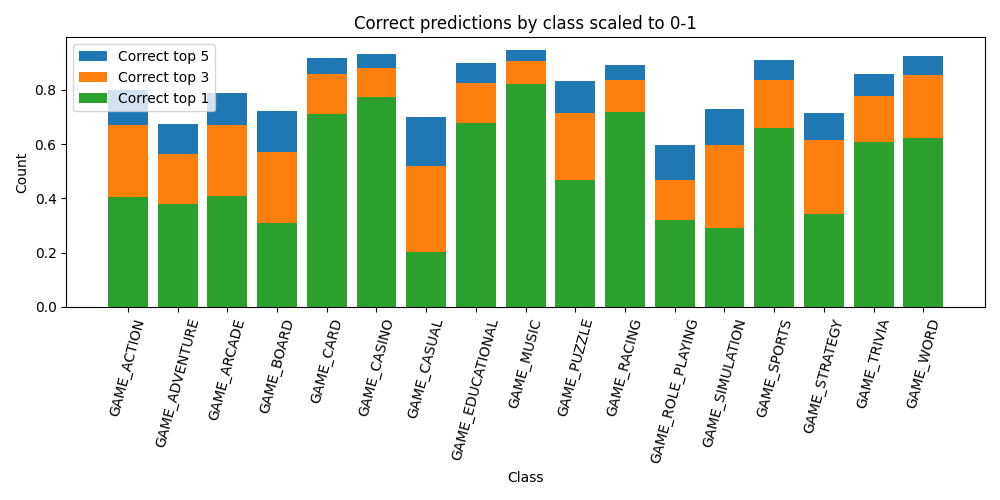 Correct predictions by class scaled to 0-1
Correct top 5
Correct top 3
Correct top 1
Count
0.8
0.6
0.4
0.2
0.0
GAME_ACTION
GAME_ADVENTURE
GAME_ARCADE
GAME_BOARD
GAME_CARD
GAME_CASINO
GAME_CASUAL
GAME_EDUCATIONAL
GAME_MUSIC
GAME_PUZZLE
GAME_RACING
GAME_ROLE_PLAYING
GAME_SIMULATION
GAME_SPORTS
GAME_STRATEGY
GAME_TRIVIA
GAME_WORD
Class